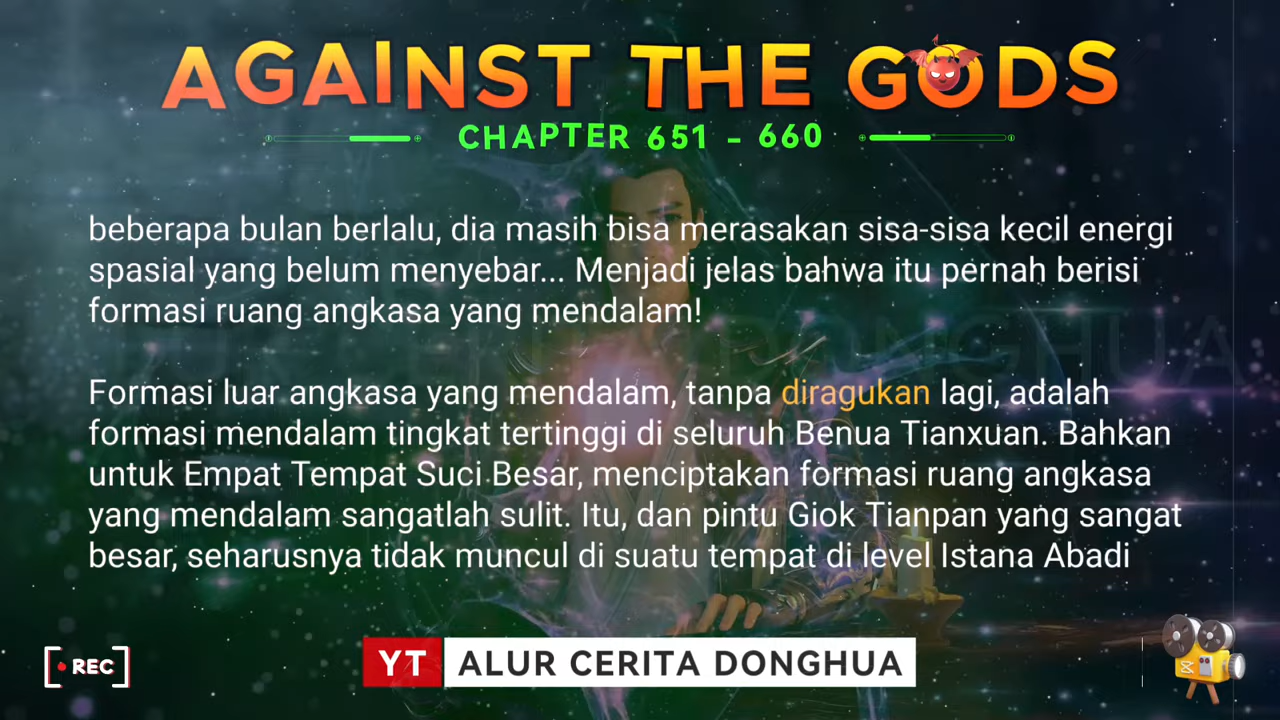 AGAINST THE GODS
CHAPTER 651 - 660
beberapa bulan berlalu, dia masih bisa merasakan sisa-sisa kecil energi
spasial yang belum menyebar... Menjadi jelas bahwa itu pernah berisi
formasi ruang angkasa yang mendalam!
Formasi luar angkasa yang mendalam, tanpa diragukan lagi, adalah
formasi mendalam tingkat tertinggi di seluruh Benua Tianxuan. Bahkan
untuk Empat Tempat Suci Besar, menciptakan formasi ruang angkasa
yang mendalam sangatlah sulit. Itu, dan pintu Giok Tianpan yang sangat
besar, seharusnya tidak muncul di suatu tempat di level Istana Abadi
REC
YT ALUR CERITA DONGHUA